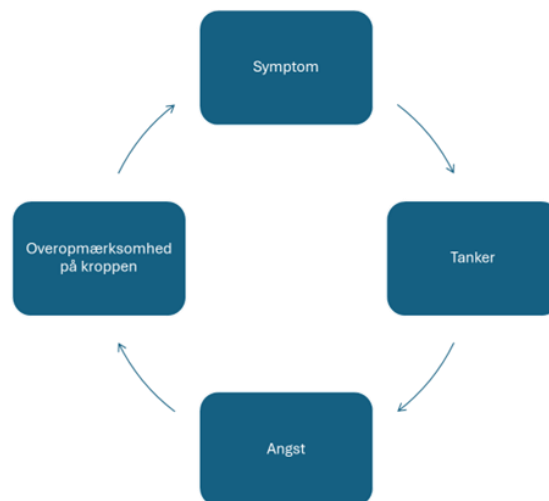 Symptom
Tanker
Angst
Overopmærksomhed
på kroppen